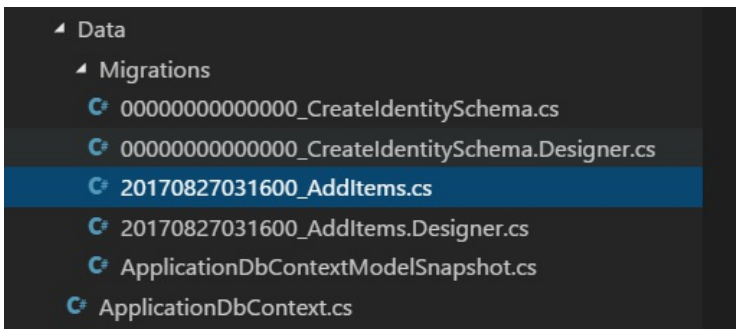 Data
Migrations
C# 00000000000000_CreateIdentitySchema.cs
C# 00000000000000_CreateIdentitySchema.Designer.cs
C# 20170827031600_AddItems.cs
C# 20170827031600_AddItems.Designer.cs
C# ApplicationDbContextModelSnapshot.cs
C# ApplicationDbContext.cs